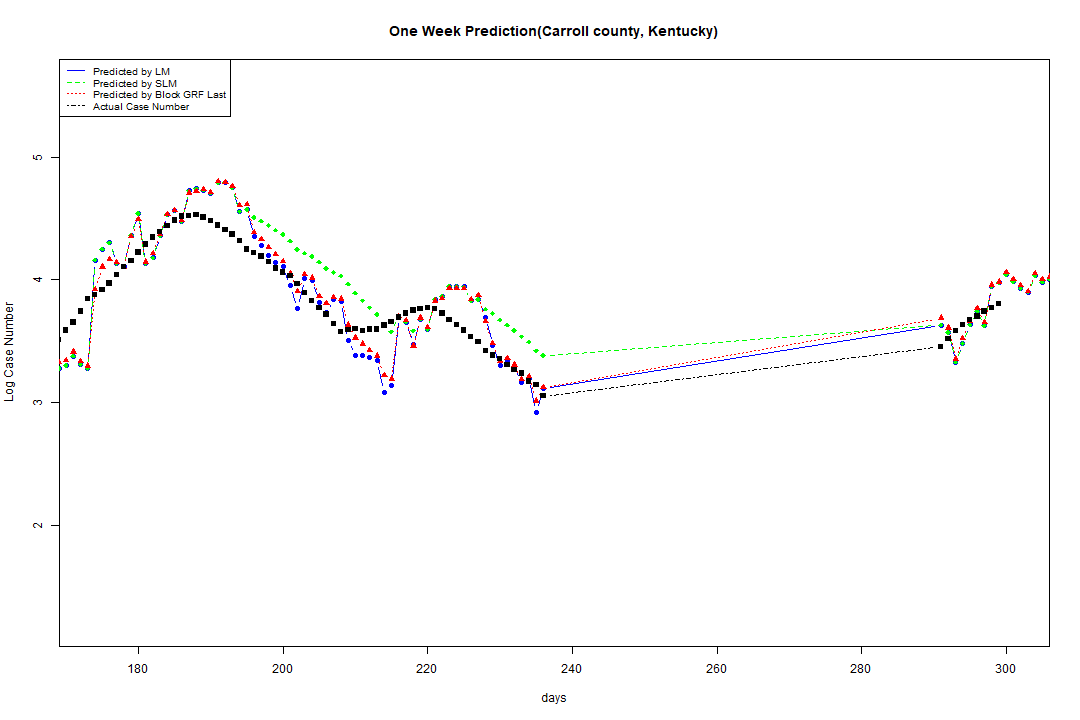 One Week Prediction(Carroll county, Kentucky)
Predicted by LM
Predicted by SLM
Predicted by Block GRF Last
Actual Case Number
5
4
3
2
Log Case Number
180 200 220 240 260 280 300
days